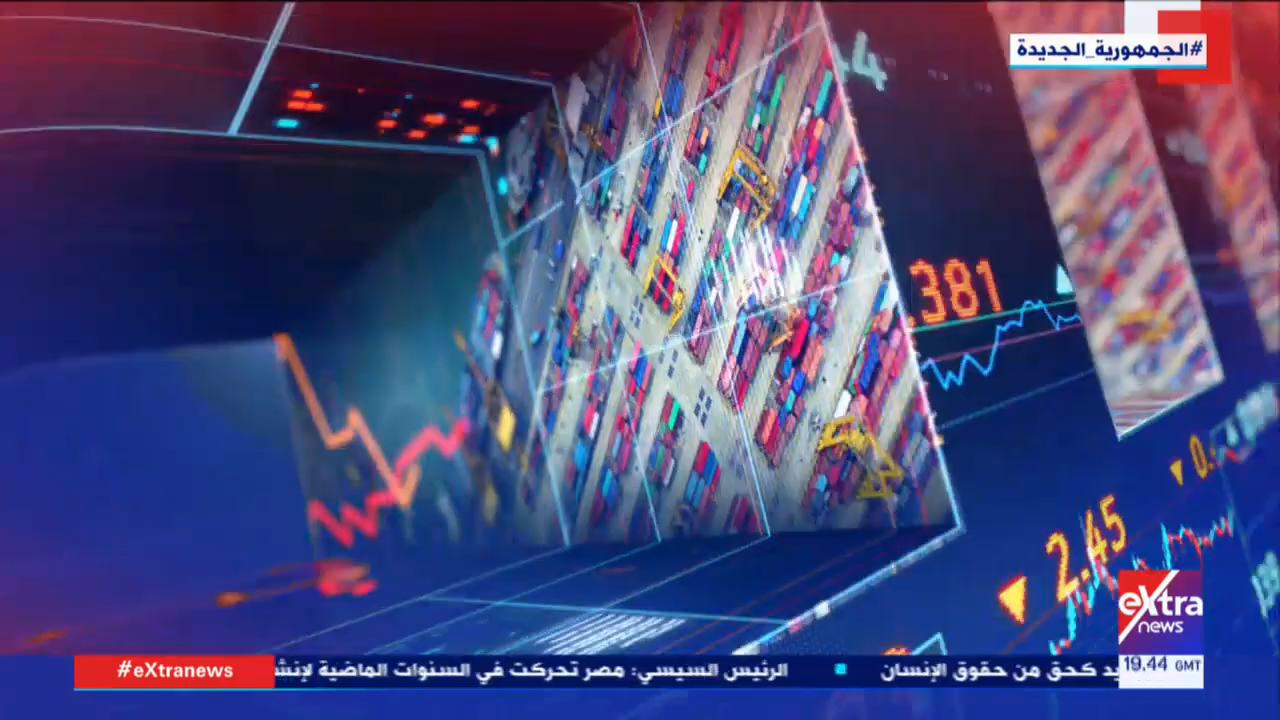 #الجمهورية_الجديدة
.381
2.45
eXtra
news
19.44 GMT
#eXtranews
كحق من حقوق الإنسان
الرئيس السيسي: مصر تحركت في السنوات الماضية